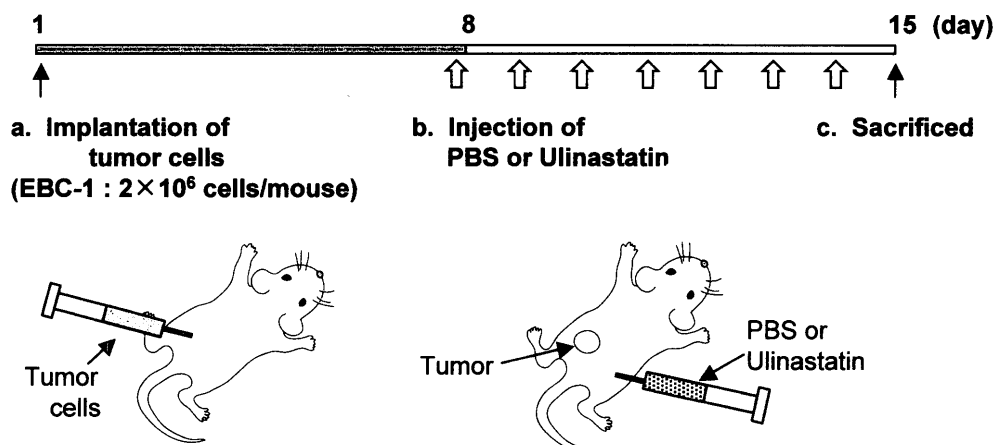 1 8 15 (day)
a. Implantation of
tumor cells
(EBC-1 : 2×10⁶ cells/mouse)
b. Injection of
PBS or Ulinastatin
c. Sacrificed
Tumor
cells
Tumor
PBS or
Ulinastatin